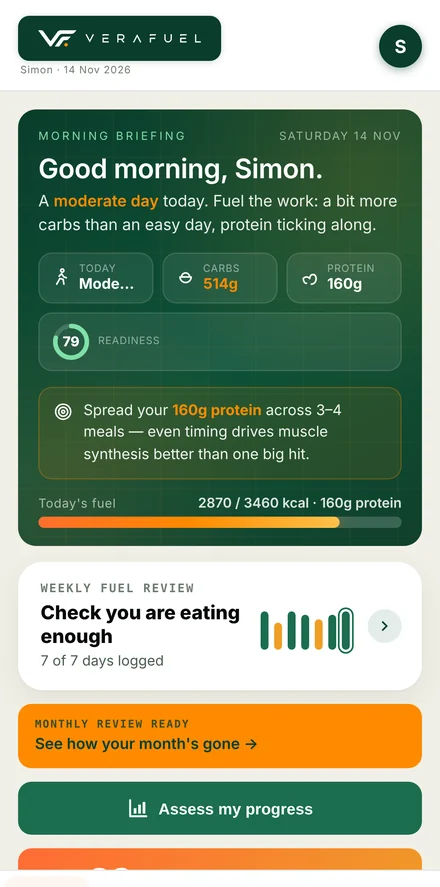 VERAFUEL
Simon · 14 Nov 2026
S
MORNING BRIEFING
SATURDAY 14 NOV
Good morning, Simon.
A moderate day today. Fuel the work: a bit more
carbs than an easy day, protein ticking along.
TODAY
Mode...
CARBS
514g
PROTEIN
160g
79
READINESS
Spread your 160g protein across 3–4
meals — even timing drives muscle
synthesis better than one big hit.
Today's fuel
2870 / 3460 kcal · 160g protein
WEEKLY FUEL REVIEW
Check you are eating
enough
7 of 7 days logged
MONTHLY REVIEW READY
See how your month's gone →
Assess my progress